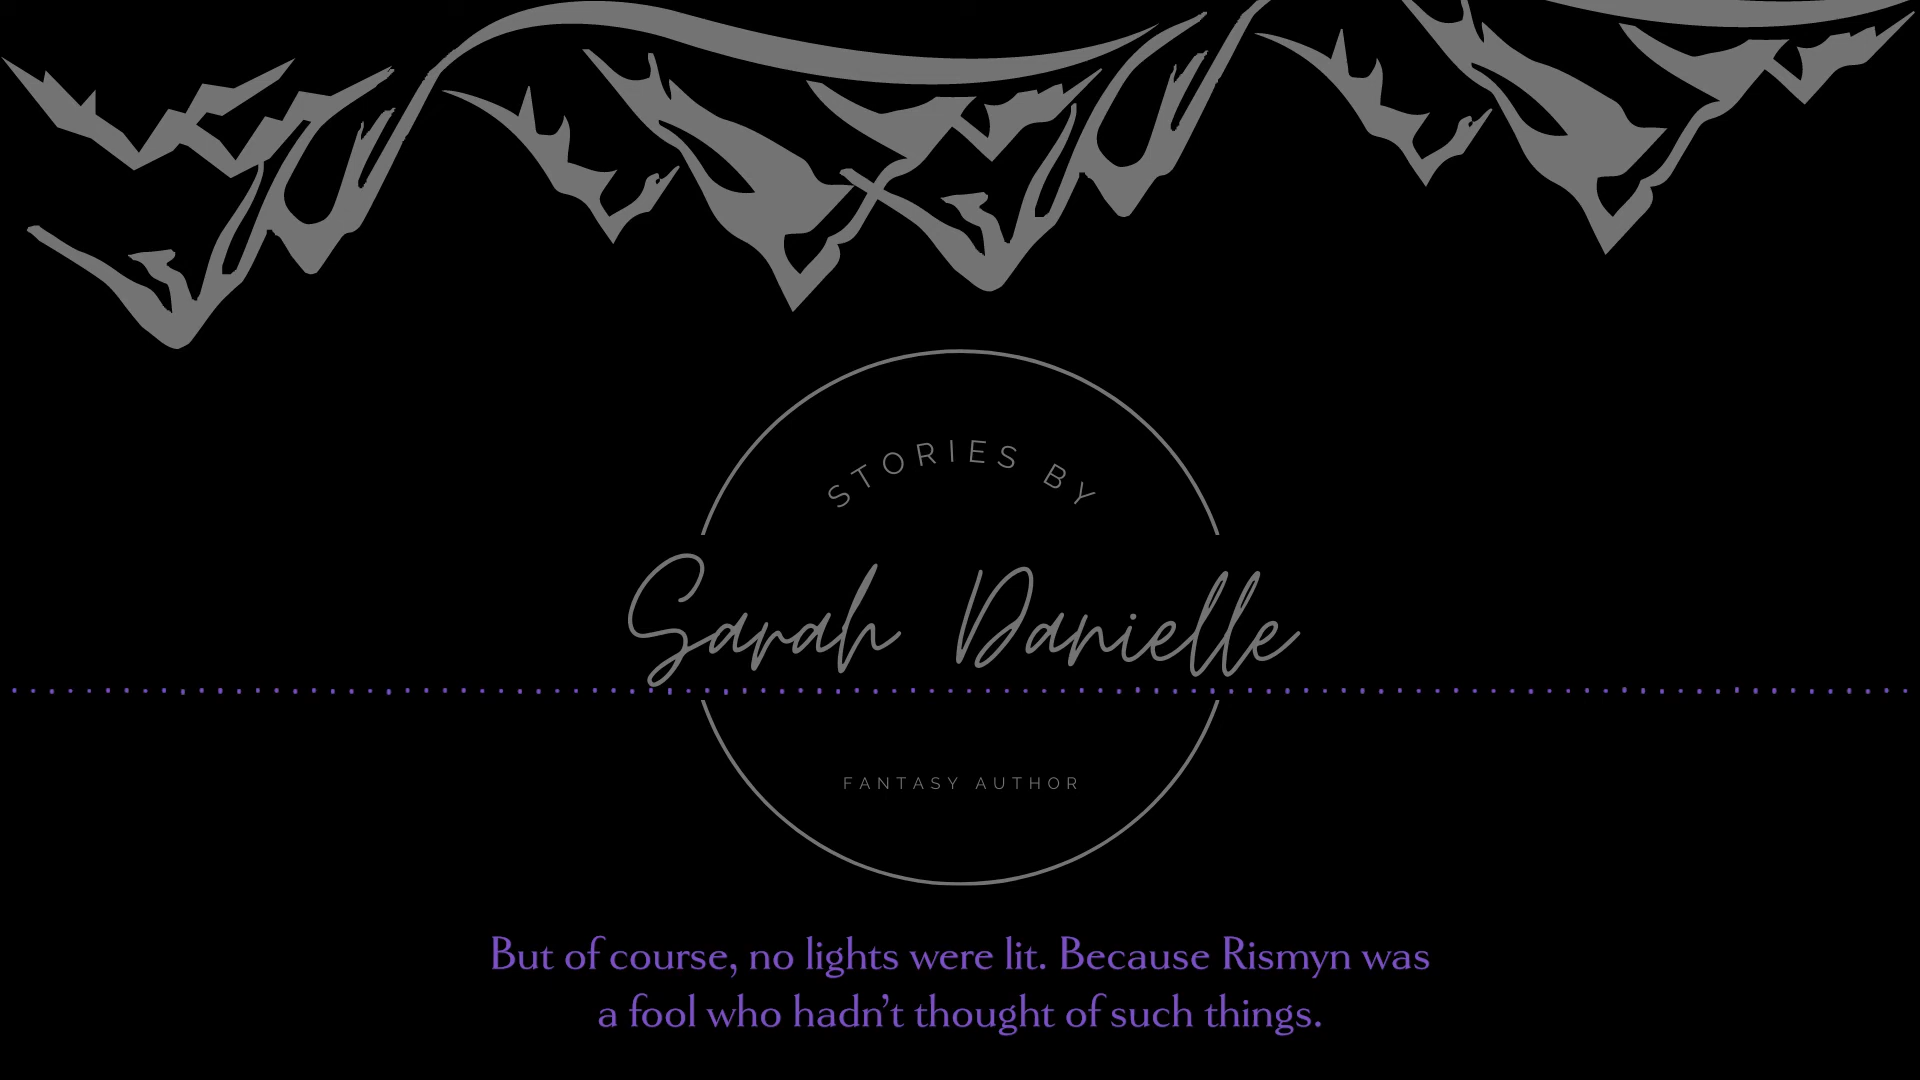 STORIES BY
Sarah Danielle
FANTASY AUTHOR
But of course, no lights were lit. Because Rismyn was
a fool who hadn’t thought of such things.